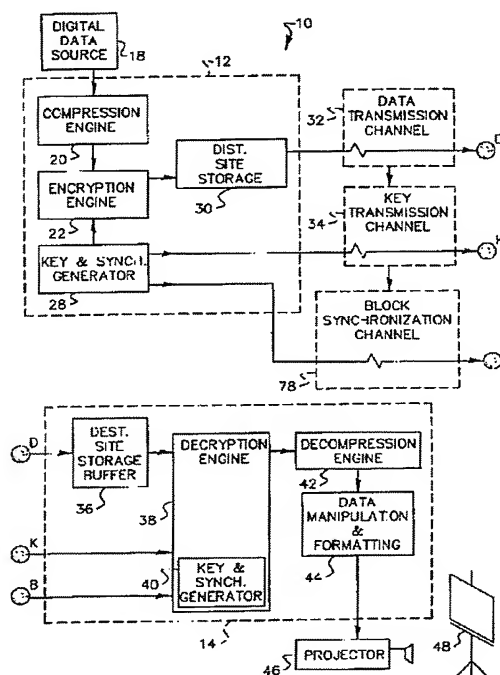 10
DIGITAL
DATA
SOURCE
18
12
COMPRESSION
ENGINE
20
32
DATA
TRANSMISSION
CHANNEL
D
ENCRYPTION
ENGINE
22
DIST.
SITE
STORAGE
30
34
KEY
TRANSMISSION
CHANNEL
KEY & SYNCH.
GENERATOR
28
BLOCK
SYNCHRONIZATION
CHANNEL
78
D
DEST.
SITE
STORAGE
BUFFER
36
DECRYPTION
ENGINE
38
DECOMPRESSION
ENGINE
42
DATA
MANIPULATION
&
FORMATTING
44
K
B
40
KEY &
SYNCH.
GENERATOR
14
PROJECTOR
46
48